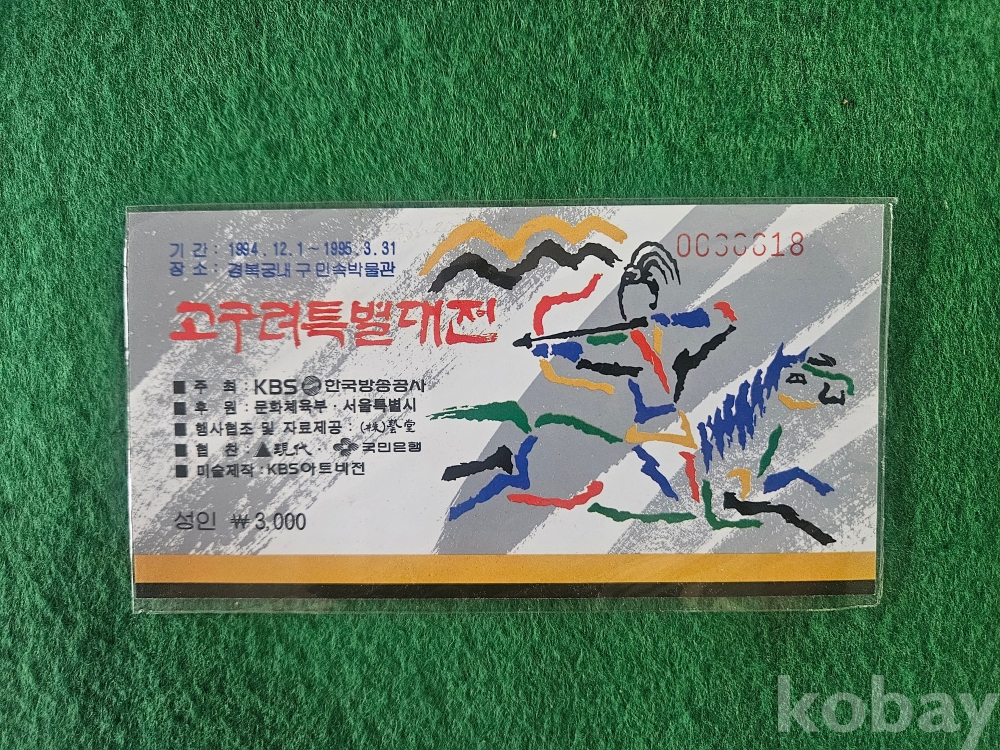 기 간 : 1994. 12. 1 ~ 1995. 3. 31
장 소 : 경복궁내 구 민속박물관
고구려특별대전
■ 주 최 : KBS 한국방송공사
■ 후 원 : 문화체육부 · 서울특별시
■ 행사협조 및 자료제공 : (株)藝堂
■ 협 찬 : 現代 · 국민은행
■ 미술제작 : KBS아트비전
성인 ₩3,000
kobay